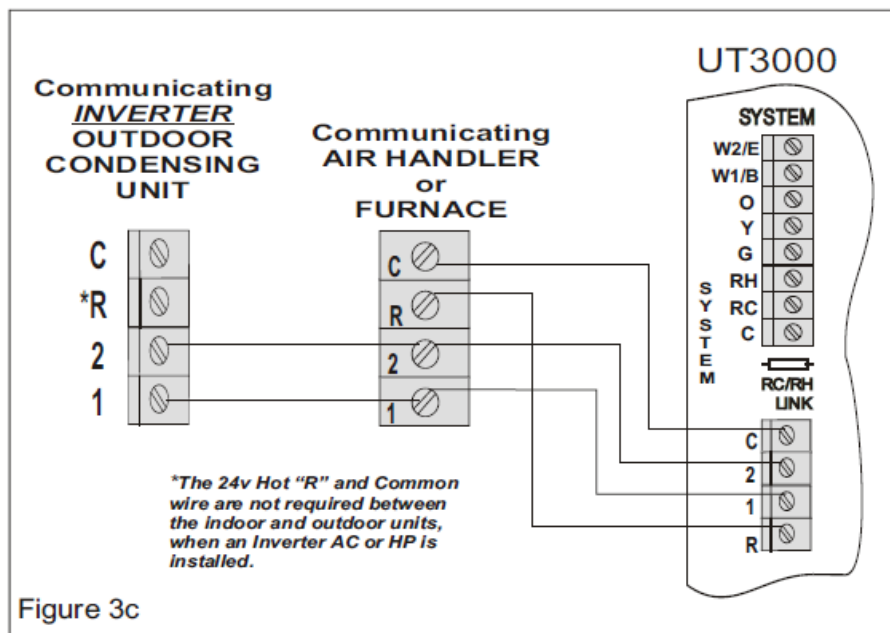 UT3000
Communicating
INVERTER
OUTDOOR
CONDENSING
UNIT
C
*R
2
1
Communicating
AIR HANDLER
or
FURNACE
C
R
2
1
SYSTEM
W2/E
W1/B
O
Y
G
RH
RC
C
SYSTEM
RC/RH
LINK
C
2
1
R
*The 24v Hot “R” and Common
wire are not required between
the indoor and outdoor units,
when an Inverter AC or HP is
installed.
Figure 3c